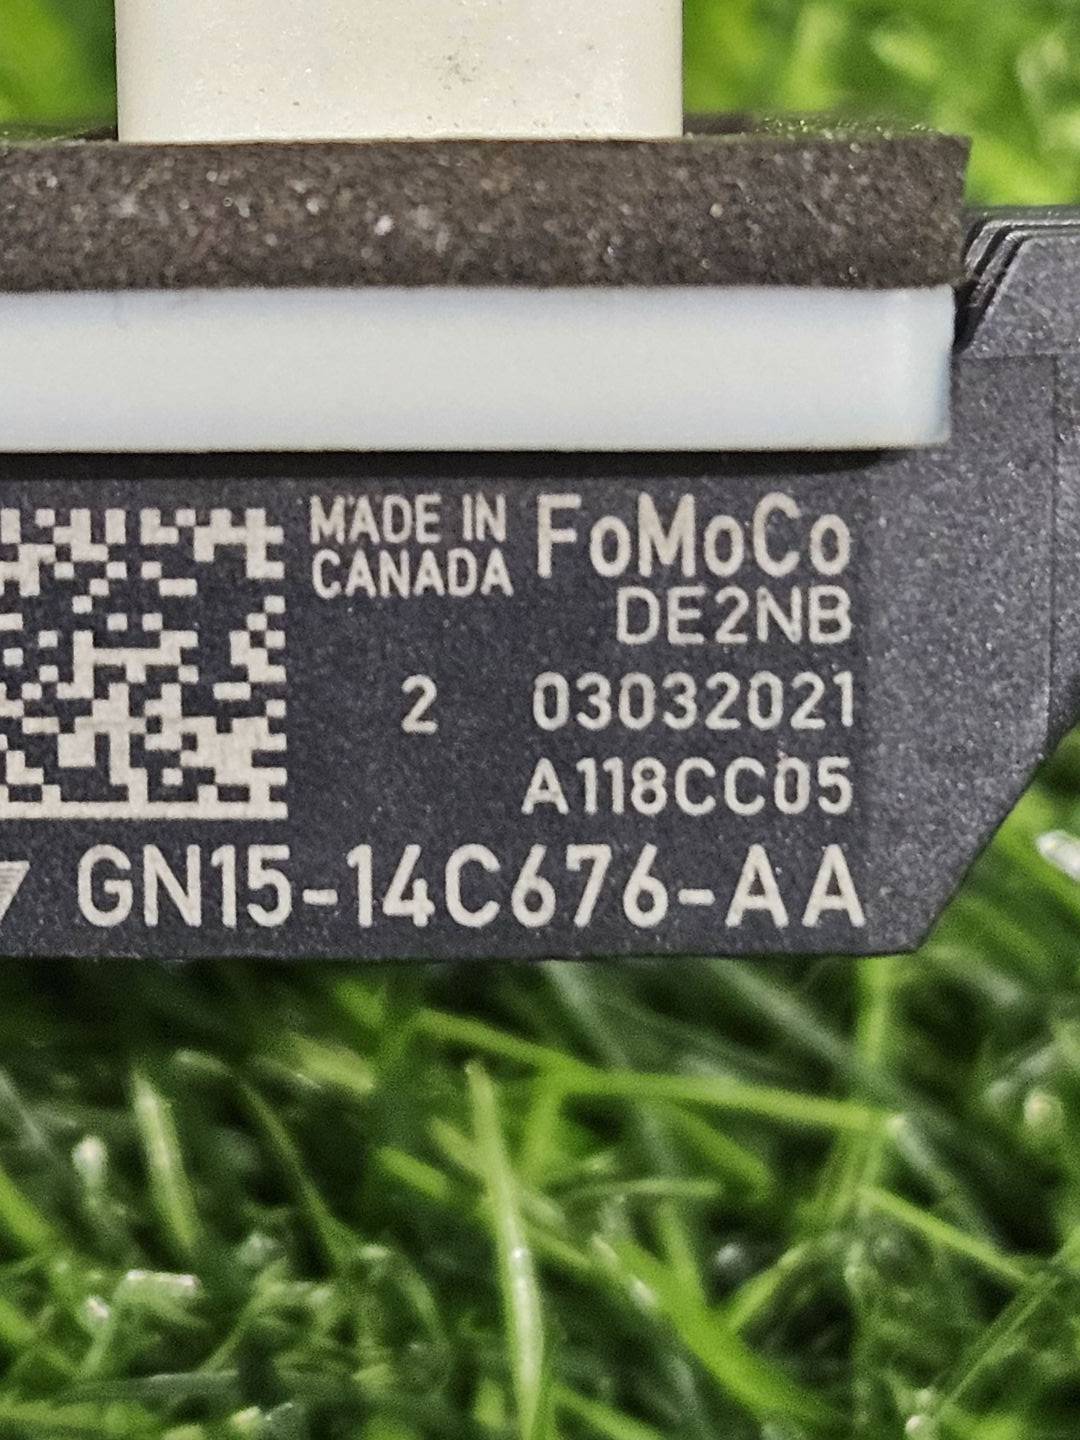 MADE IN
CANADA
FoMoCo
DE2NB
2 03032021
A118CC05
GN15-14C676-AA